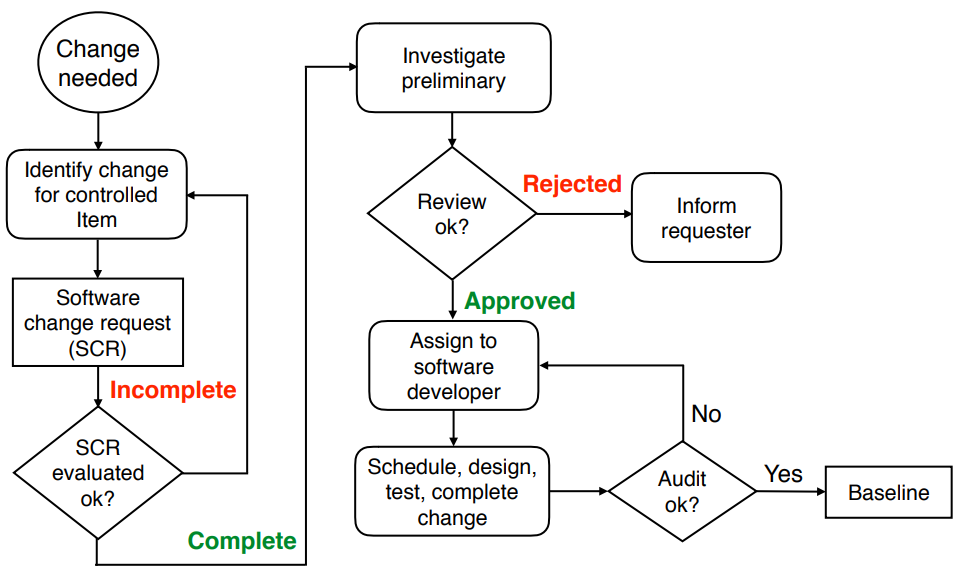 Change
needed
Identify change
for controlled
Item
Software
change request
(SCR)
Incomplete
SCR
evaluated
ok?
Complete
Investigate
preliminary
Review
ok?
Rejected
Inform
requester
Approved
Assign to
software
developer
Schedule, design,
test, complete
change
Audit
ok?
No
Yes
Baseline